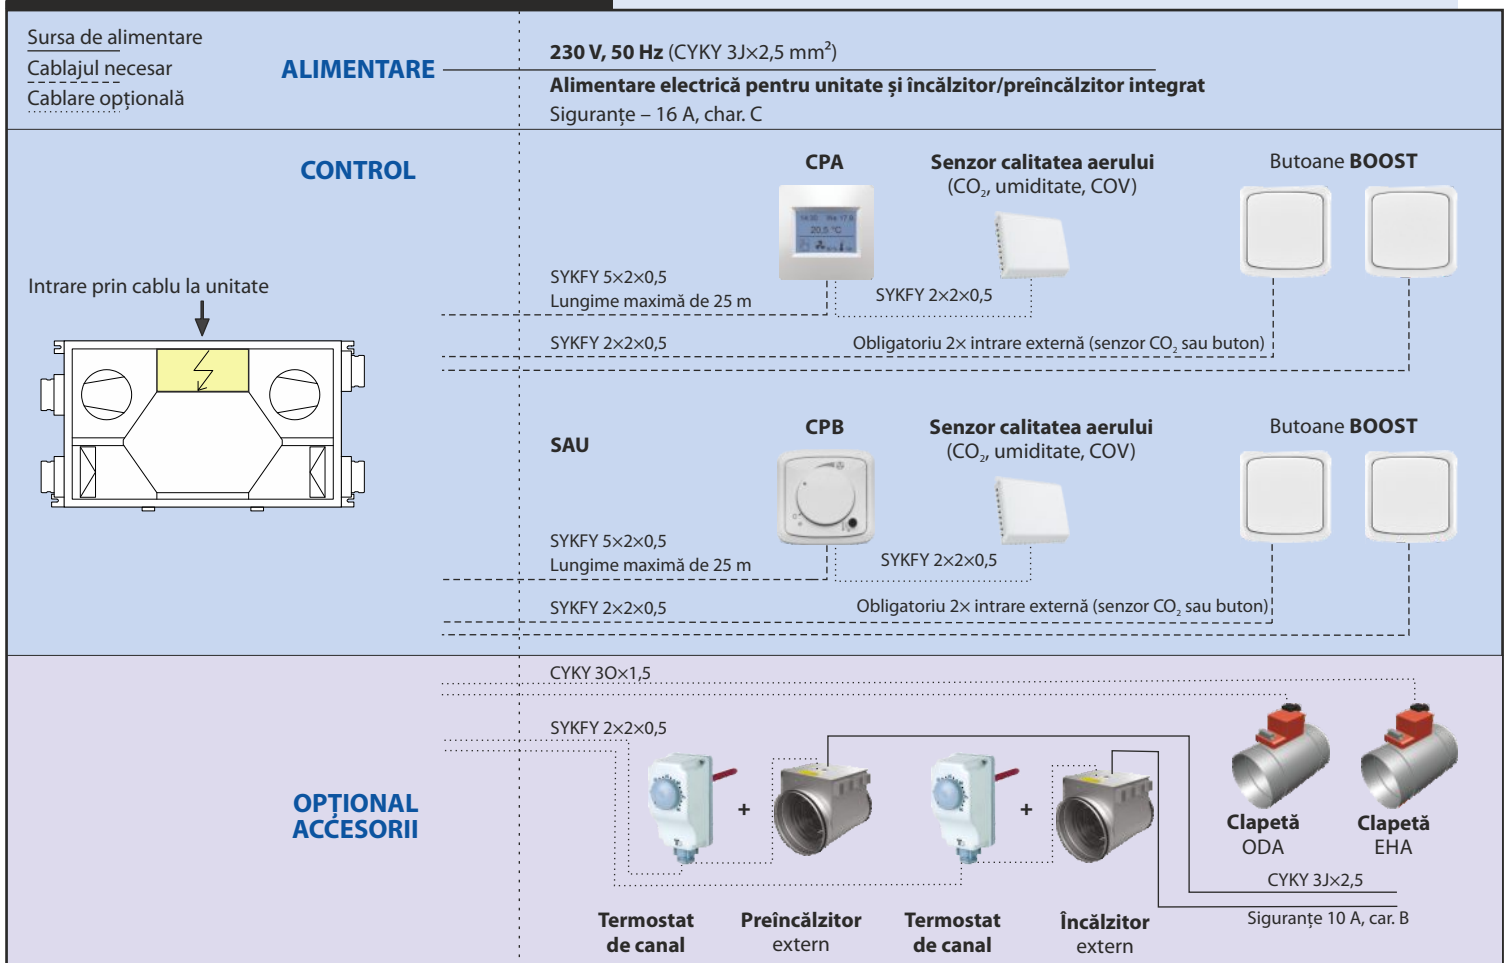 Sursa de alimentare
Cablajul necesar
Cablare opțională
ALIMENTARE
230 V, 50 Hz (CYKY 3J×2,5 mm²)
Alimentare electrică pentru unitate și încălzitor/preîncălzitor integrat
Siguranțe – 16 A, char. C
CONTROL
Intrare prin cablu la unitate
CPA
Senzor calitatea aerului
(CO₂, umiditate, COV)
Butoane BOOST
20,5 °C
SYKFY 5×2×0,5
Lungime maximă de 25 m
SYKFY 2×2×0,5
SYKFY 2×2×0,5
Obligatoriu 2× intrare externă (senzor CO₂ sau buton)
SAU
CPB
Senzor calitatea aerului
(CO₂, umiditate, COV)
Butoane BOOST
SYKFY 5×2×0,5
Lungime maximă de 25 m
SYKFY 2×2×0,5
SYKFY 2×2×0,5
Obligatoriu 2× intrare externă (senzor CO₂ sau buton)
OPȚIONAL
ACCESORII
CYKY 3O×1,5
SYKFY 2×2×0,5
+
+
Clapetă
ODA
Clapetă
EHA
CYKY 3J×2,5
Siguranțe 10 A, car. B
Termostat
de canal
Preîncălzitor
extern
Termostat
de canal
Încălzitor
extern